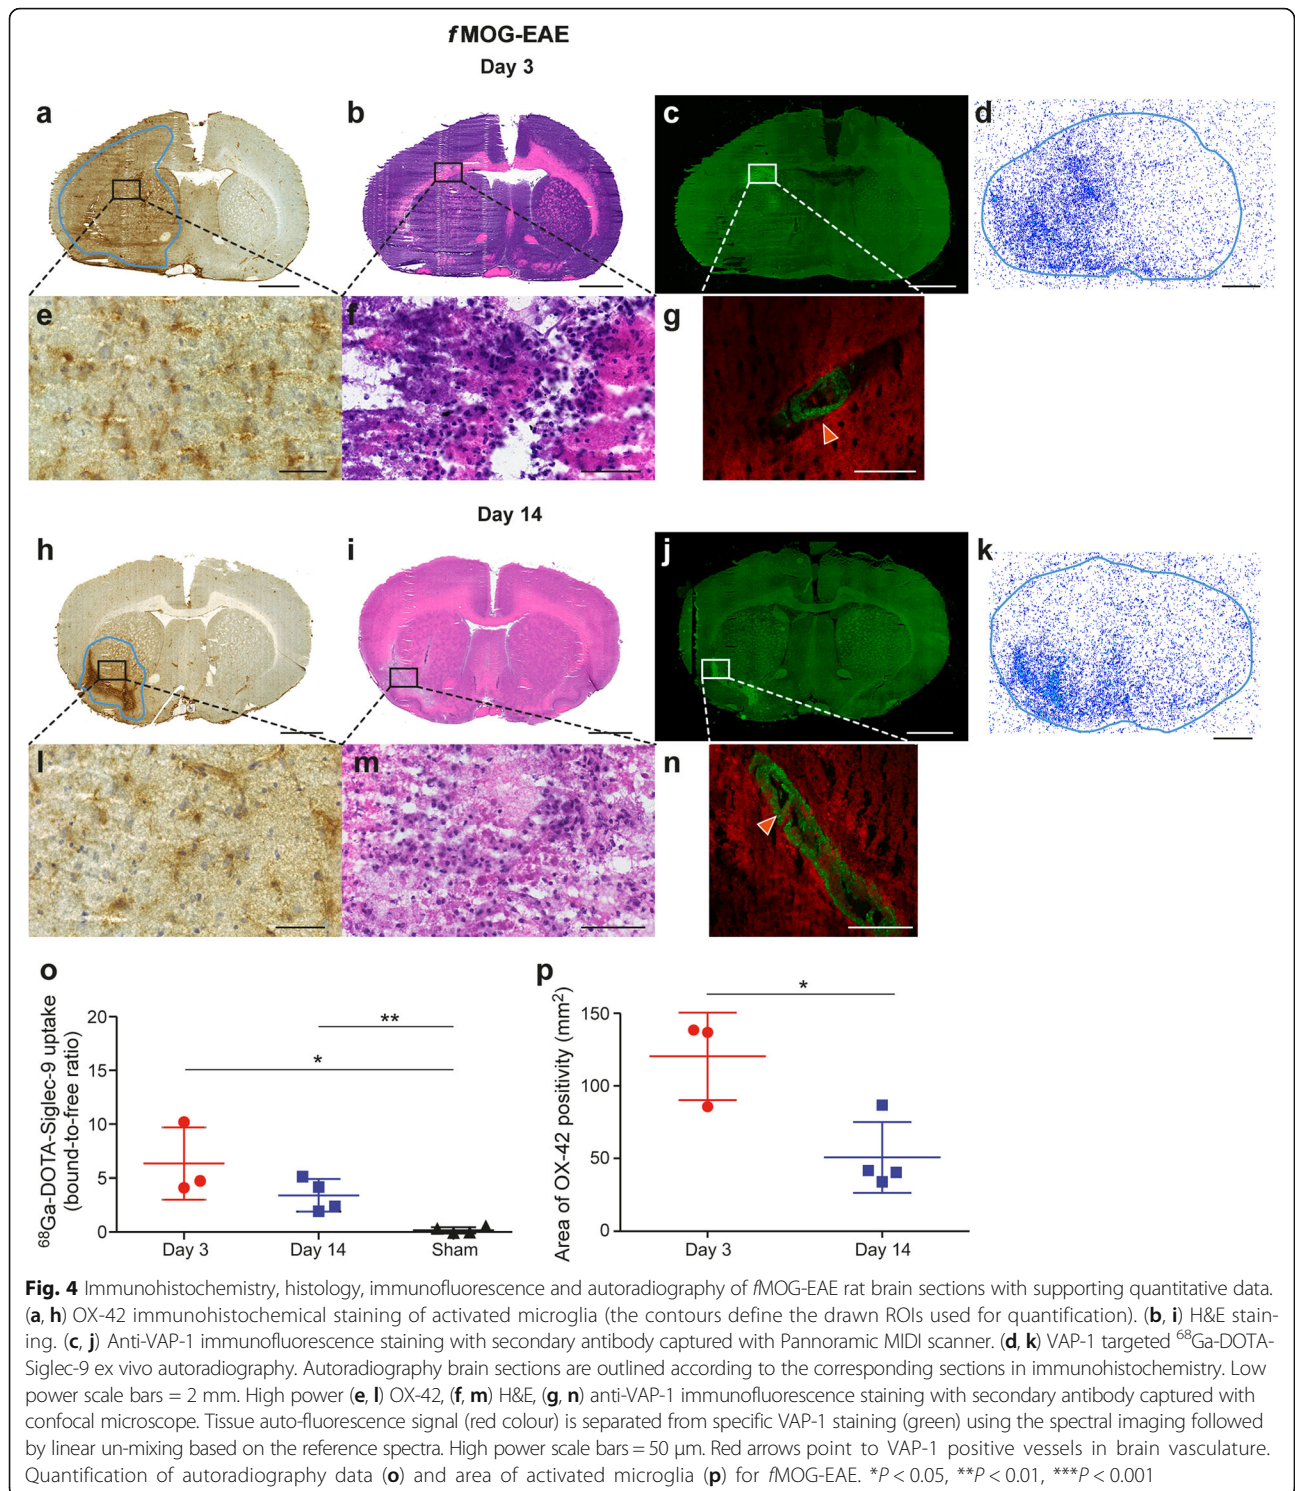 fMOG-EAE
Day 3
a
b
c
d
e
f
g
Day 14
h
i
j
k
l
m
n
o
p
⁶⁸Ga-DOTA-Siglec-9 uptake
(bound-to-free ratio)
20
15
10
5
0
**
*
Day 3
Day 14
Sham
Area of OX-42 positivity (mm²)
150
100
50
0
*
Day 3
Day 14
Fig. 4 Immunohistochemistry, histology, immunofluorescence and autoradiography of fMOG-EAE rat brain sections with supporting quantitative data.
(a, h) OX-42 immunohistochemical staining of activated microglia (the contours define the drawn ROIs used for quantification). (b, i) H&E stain-
ing. (c, j) Anti-VAP-1 immunofluorescence staining with secondary antibody captured with Pannoramic MIDI scanner. (d, k) VAP-1 targeted ⁶⁸Ga-DOTA-
Siglec-9 ex vivo autoradiography. Autoradiography brain sections are outlined according to the corresponding sections in immunohistochemistry. Low
power scale bars = 2 mm. High power (e, l) OX-42, (f, m) H&E, (g, n) anti-VAP-1 immunofluorescence staining with secondary antibody captured with
confocal microscope. Tissue auto-fluorescence signal (red colour) is separated from specific VAP-1 staining (green) using the spectral imaging followed
by linear un-mixing based on the reference spectra. High power scale bars = 50 μm. Red arrows point to VAP-1 positive vessels in brain vasculature.
Quantification of autoradiography data (o) and area of activated microglia (p) for fMOG-EAE. *P < 0.05, **P < 0.01, ***P < 0.001